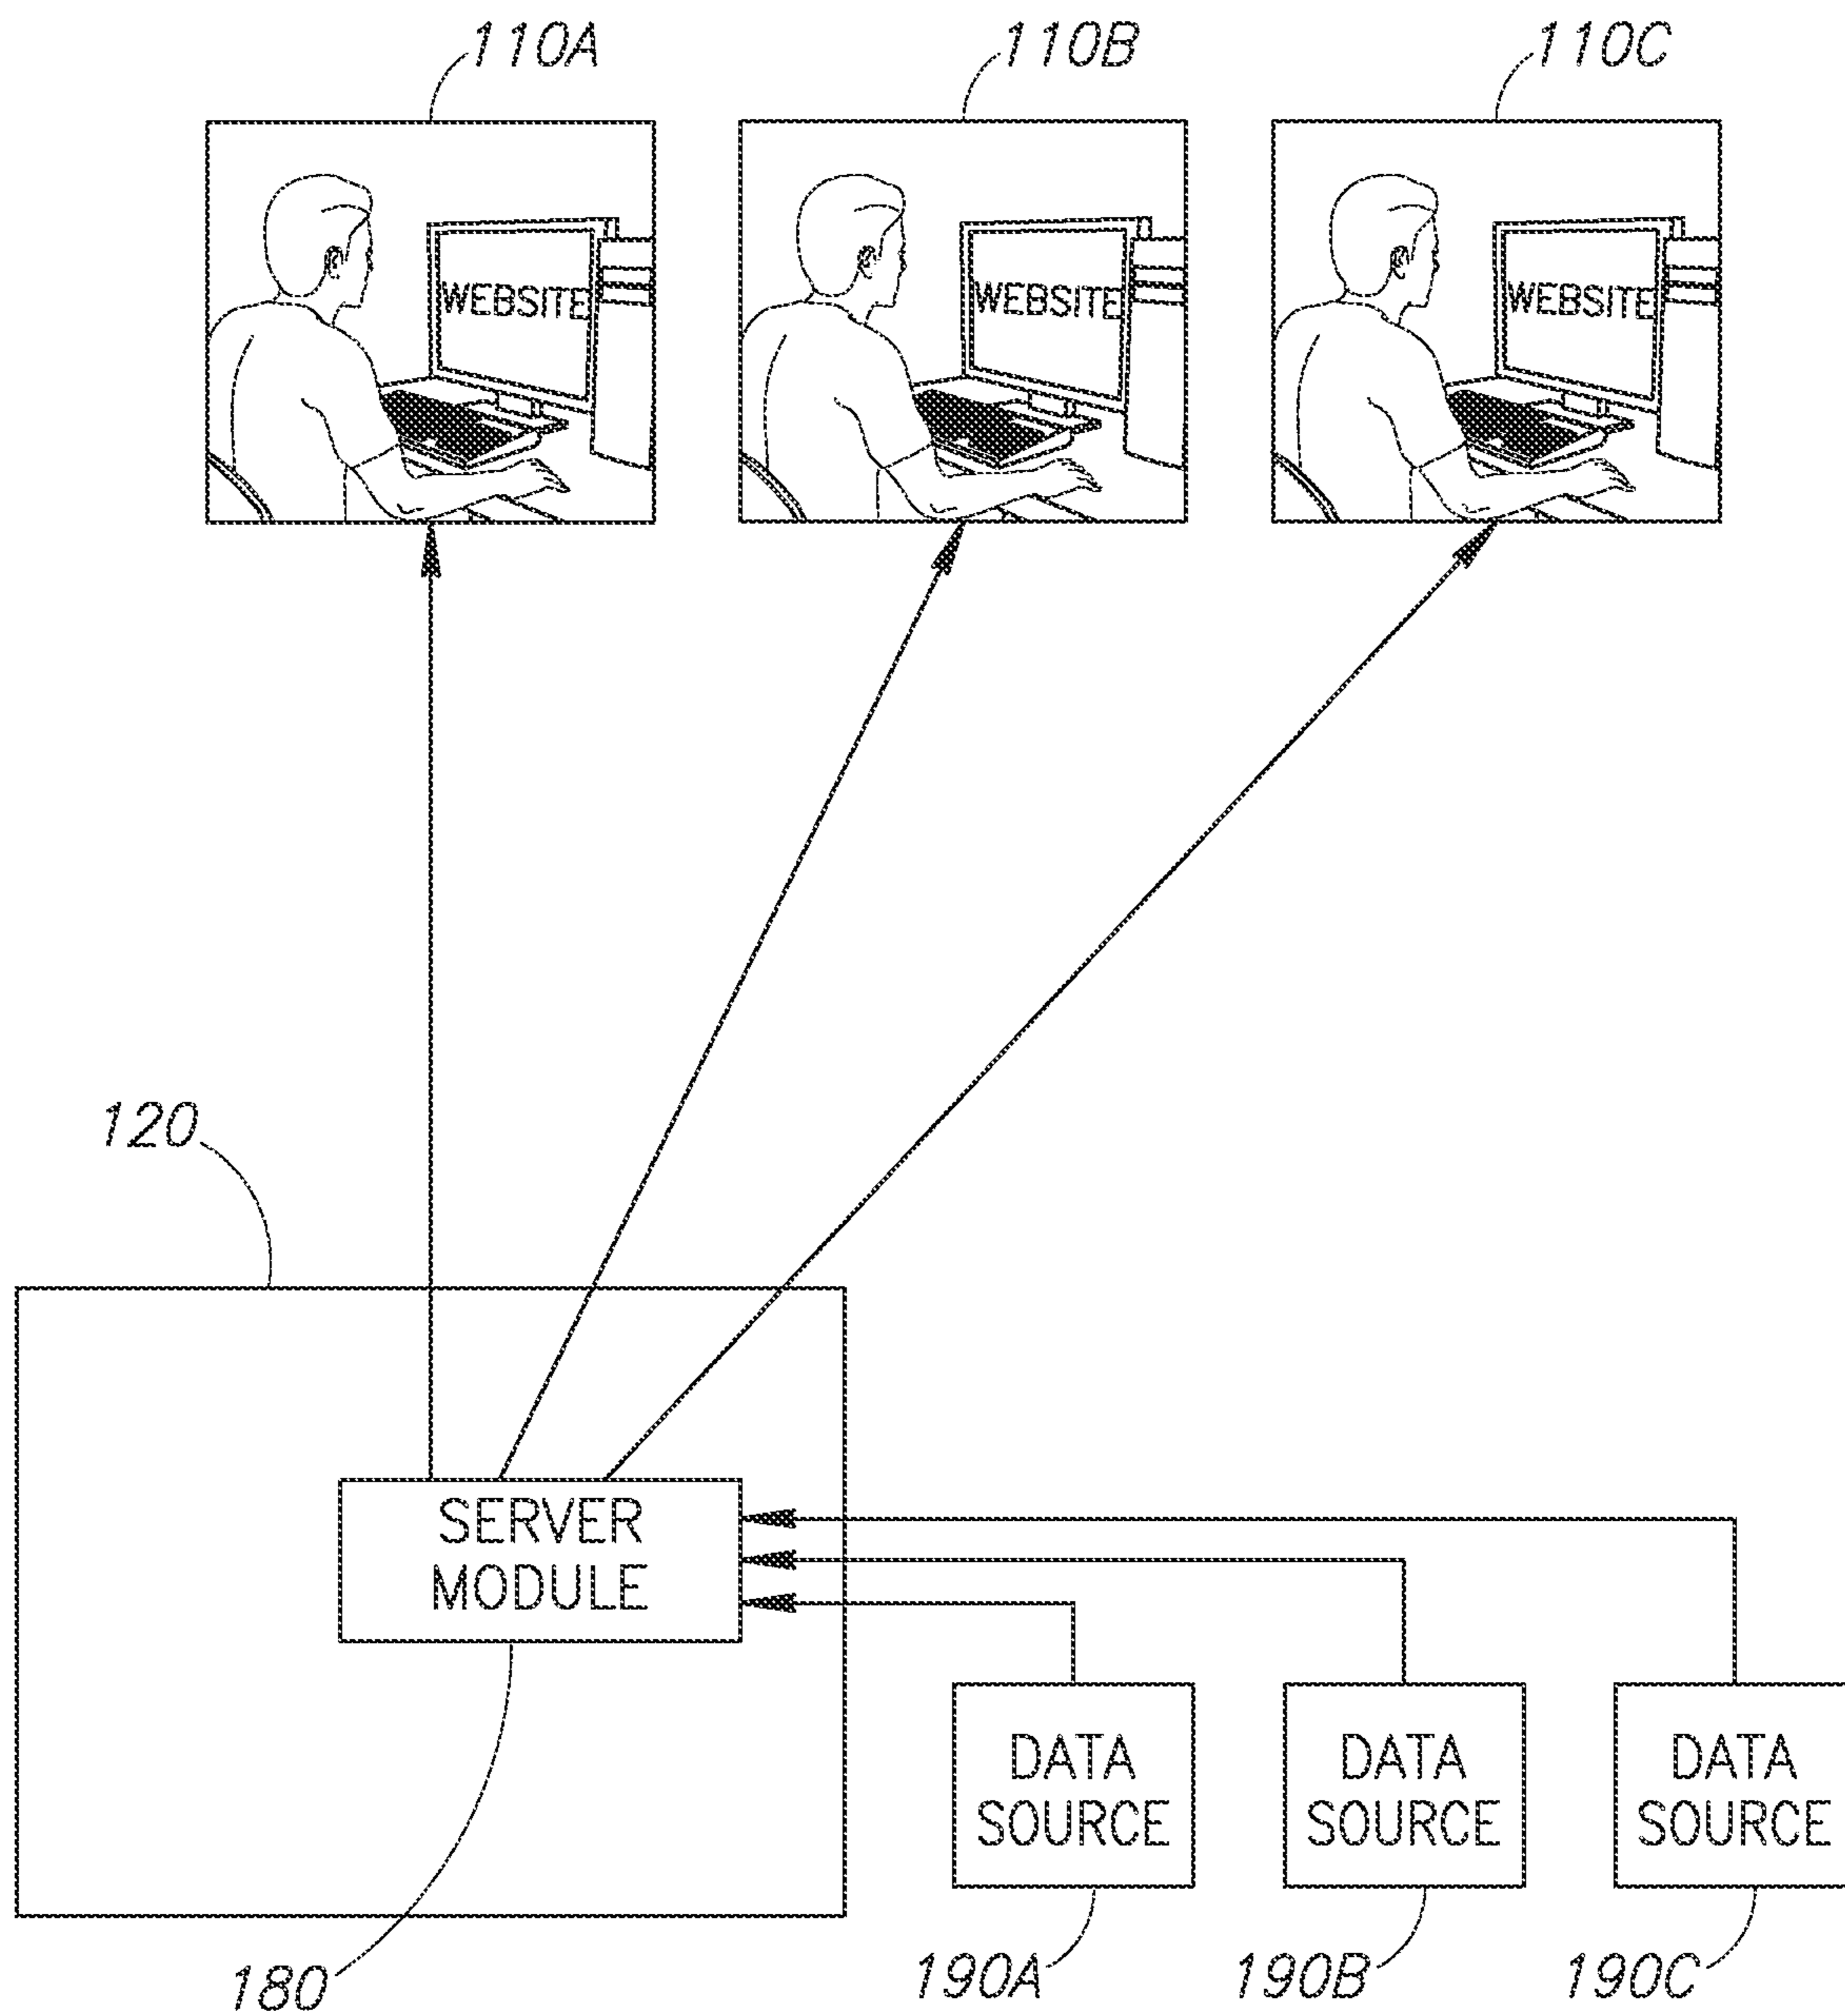 110A
110B
110C
WEBSITE
WEBSITE
WEBSITE
120
SERVER
MODULE
DATA
SOURCE
DATA
SOURCE
DATA
SOURCE
180
190A
190B
190C